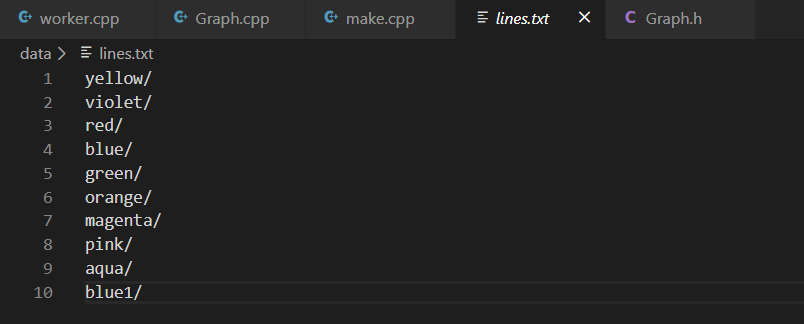 worker.cpp Graph.cpp make.cpp lines.txt Graph.h
data > lines.txt
1 yellow/
2 violet/
3 red/
4 blue/
5 green/
6 orange/
7 magenta/
8 pink/
9 aqua/
10 blue1/